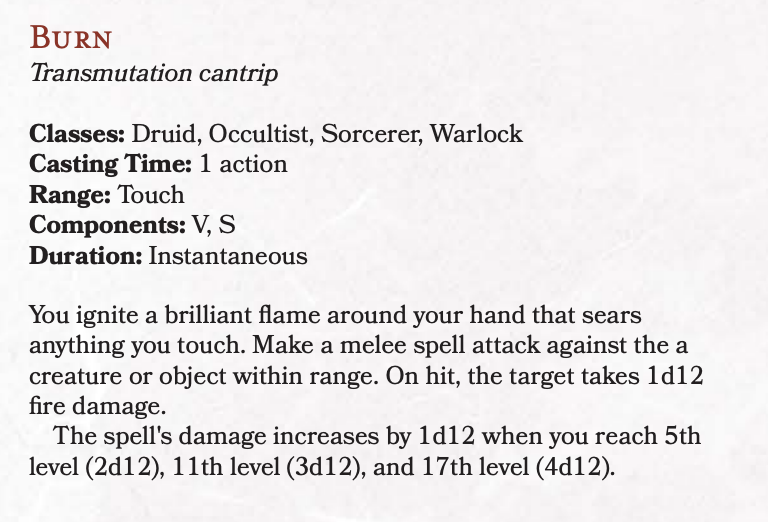 Burn
Transmutation cantrip
Classes: Druid, Occultist, Sorcerer, Warlock
Casting Time: 1 action
Range: Touch
Components: V, S
Duration: Instantaneous
You ignite a brilliant flame around your hand that sears
anything you touch. Make a melee spell attack against the a
creature or object within range. On hit, the target takes 1d12
fire damage.
The spell's damage increases by 1d12 when you reach 5th
level (2d12), 11th level (3d12), and 17th level (4d12).